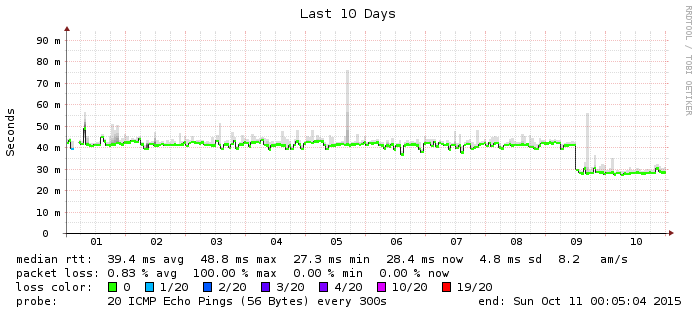 Last 10 Days
RRDTOOL / TOBI OETIKER
Seconds
90 m
80 m
70 m
60 m
50 m
40 m
30 m
20 m
10 m
0
01 02 03 04 05 06 07 08 09 10
median rtt: 39.4 ms avg 48.8 ms max 27.3 ms min 28.4 ms now 4.8 ms sd 8.2 am/s
packet loss: 0.83 % avg 100.00 % max 0.00 % min 0.00 % now
loss color: 0 1/20 2/20 3/20 4/20 10/20 19/20
probe: 20 ICMP Echo Pings (56 Bytes) every 300s end: Sun Oct 11 00:05:04 2015